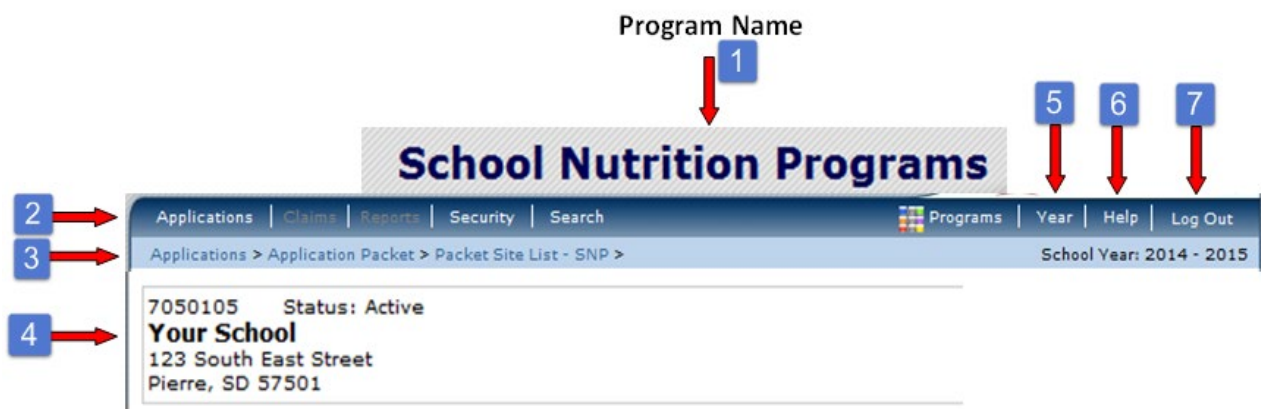 Program Name
1
5 6 7
School Nutrition Programs
2
Applications | Claims | Reports | Security | Search Programs | Year | Help | Log Out
3
Applications > Application Packet > Packet Site List - SNP > School Year: 2014 - 2015
7050105 Status: Active
4
Your School
123 South East Street
Pierre, SD 57501